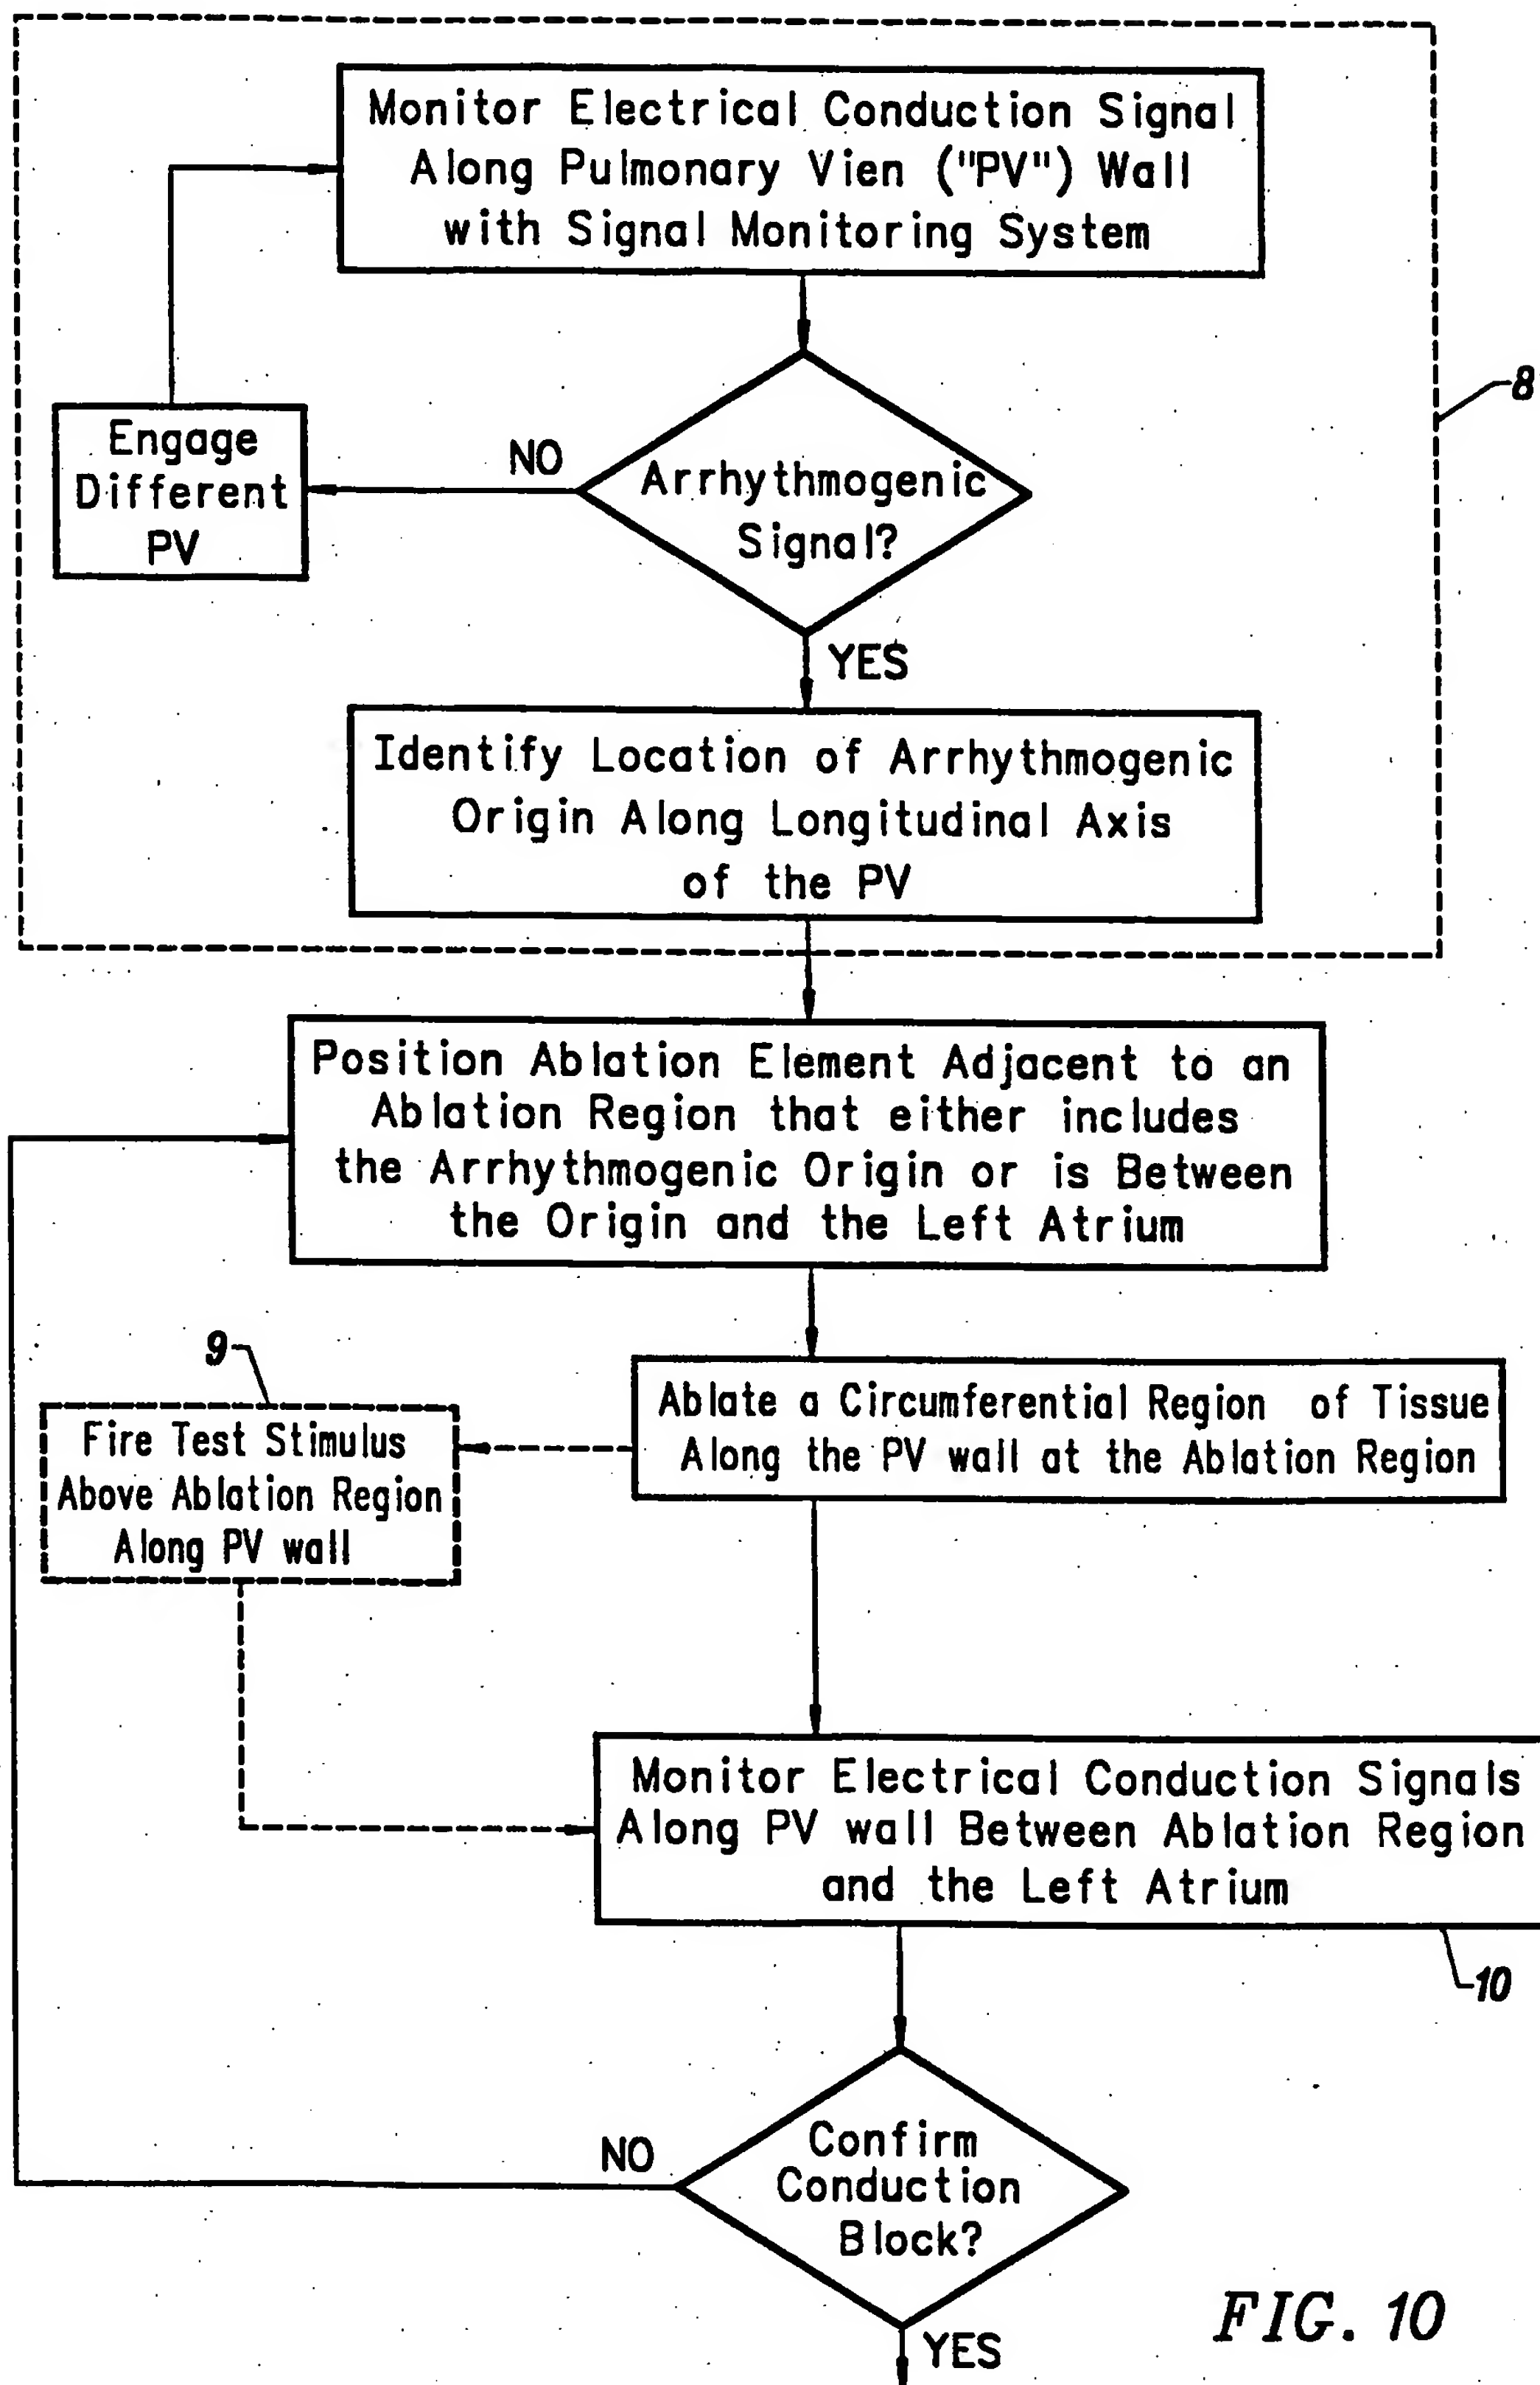 Monitor Electrical Conduction Signal
Along Pulmonary Vien ("PV") Wall
with Signal Monitoring System
8
Engage
Different
PV
NO
Arrhythmogenic
Signal?
YES
Identify Location of Arrhythmogenic
Origin Along Longitudinal Axis
of the PV
Position Ablation Element Adjacent to an
Ablation Region that either includes
the Arrhythmogenic Origin or is Between
the Origin and the Left Atrium
9
Fire Test Stimulus
Above Ablation Region
Along PV wall
Ablate a Circumferential Region of Tissue
Along the PV wall at the Ablation Region
Monitor Electrical Conduction Signals
Along PV wall Between Ablation Region
and the Left Atrium
10
NO
Confirm
Conduction
Block?
YES
FIG. 10